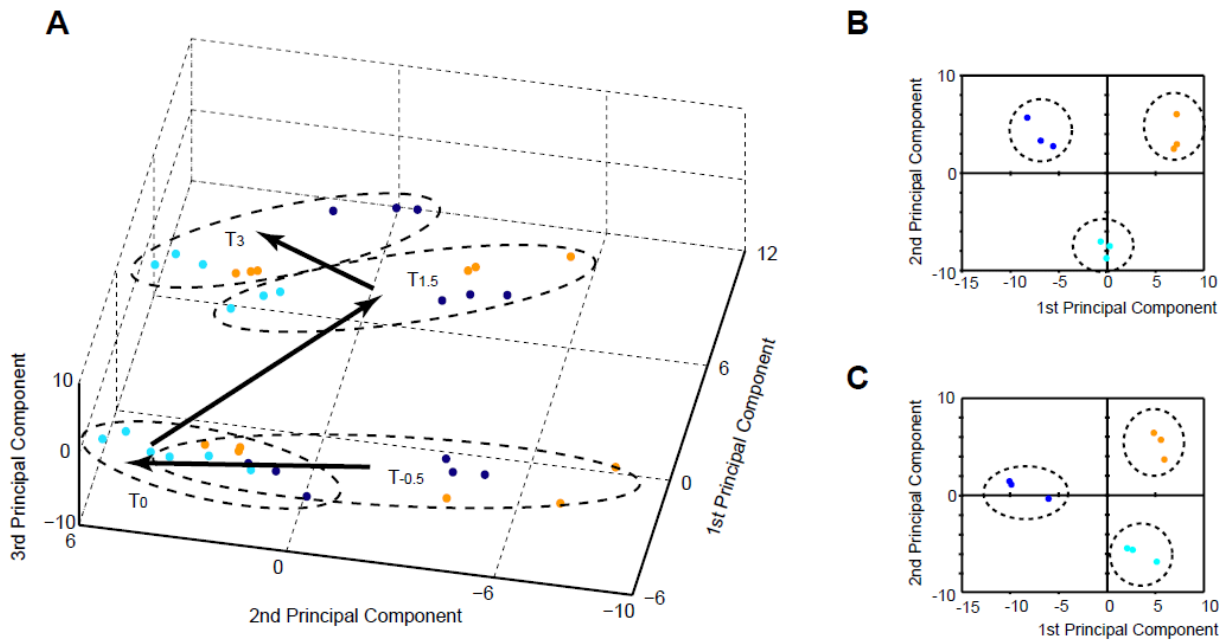 A
3rd Principal Component
10
0
−10
6
0
−6
−10
2nd Principal Component
−6
0
6
12
1st Principal Component
T3
T1.5
T0
T-0.5
B
2nd Principal Component
10
0
-10
-15
-10
-5
0
5
10
1st Principal Component
C
2nd Principal Component
10
0
-10
-15
-10
-5
0
5
10
1st Principal Component